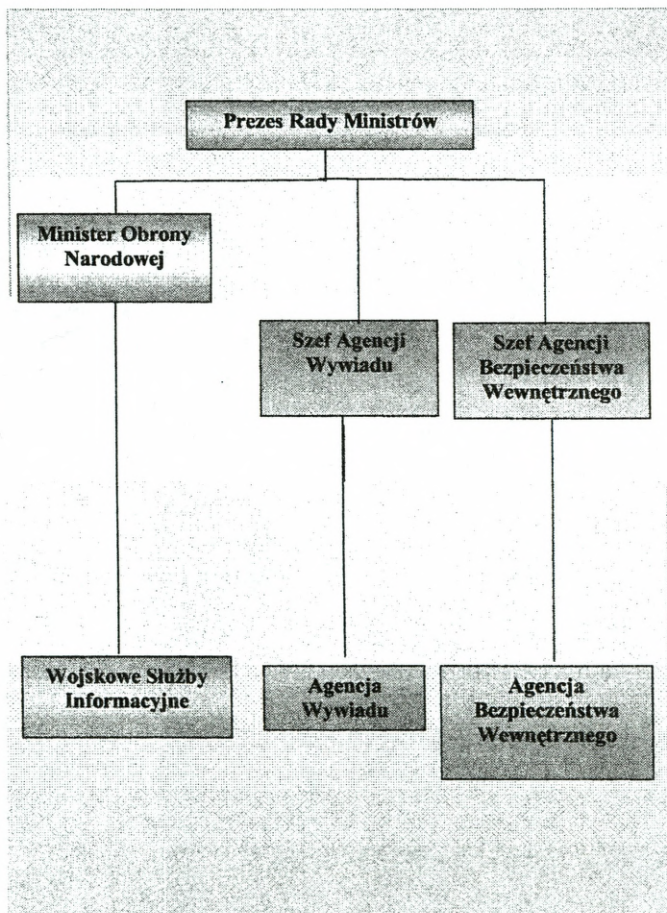 Prezes Rady Ministrów
Minister Obrony
Narodowej
Szef Agencji
Wywiadu
Szef Agencji
Bezpieczeństwa
Wewnętrznego
Wojskowe Służby
Informacyjne
Agencja
Wywiadu
Agencja
Bezpieczeństwa
Wewnętrznego